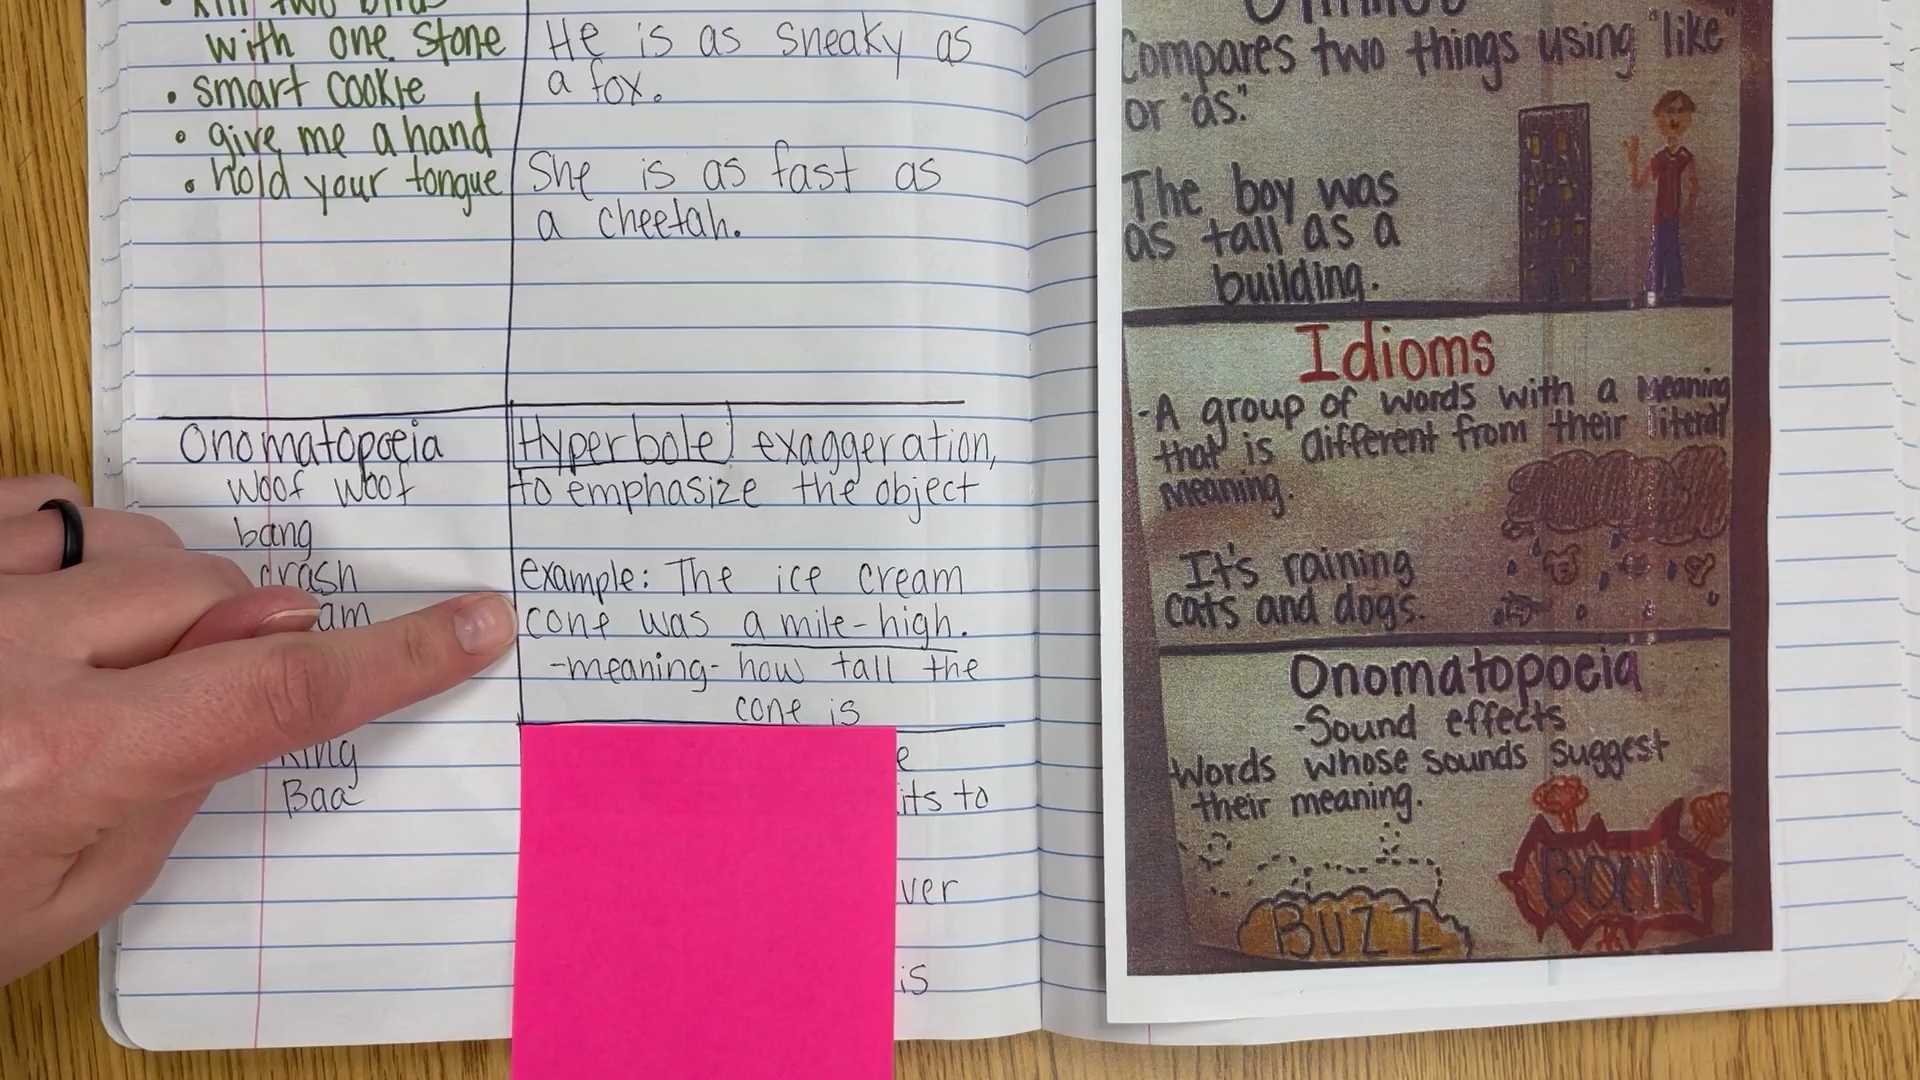 with one stone
• smart cookie
• give me a hand
• hold your tongue
He is as sneaky as
a fox.
She is as fast as
a cheetah.
Onomatopoeia
woof woof
bang
crash
Baa
Hyperbole exaggeration,
to emphasize the object
example: The ice cream
cone was a mile-high.
-meaning- how tall the
cone is
its to
is
Compares two things using "like"
or "as."
The boy was
as tall as a
building.
Idioms
-A group of words with a meaning
that is different from their literal
meaning.
It's raining
cats and dogs.
Onomatopoeia
-Sound effects
Words whose sounds suggest
their meaning.
BUZZ
BOOM